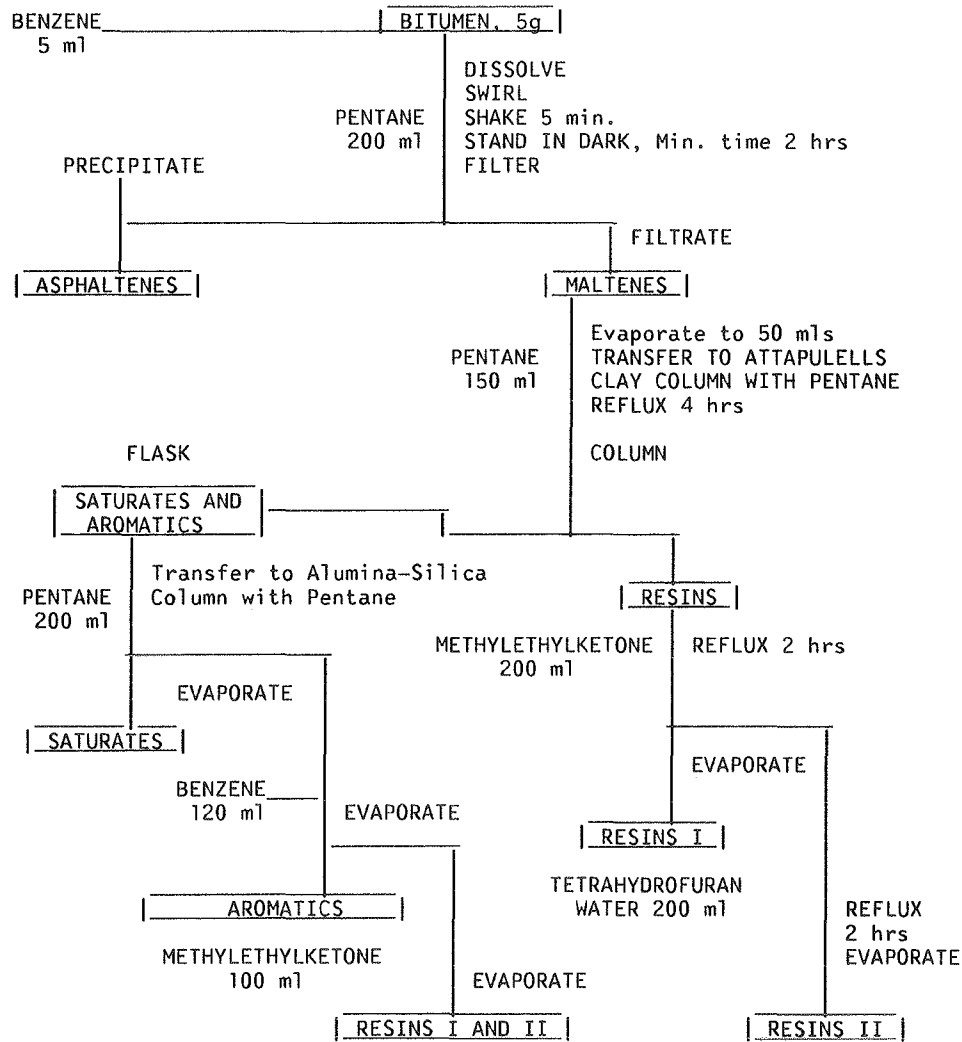 BENZENE
5 ml
BITUMEN, 5g
DISSOLVE
SWIRL
PENTANE
200 ml
SHAKE 5 min.
STAND IN DARK, Min. time 2 hrs
FILTER
PRECIPITATE
FILTRATE
ASPHALTENES
MALTENES
PENTANE
150 ml
Evaporate to 50 mls
TRANSFER TO ATTAPULELLS
CLAY COLUMN WITH PENTANE
REFLUX 4 hrs
FLASK
COLUMN
SATURATES AND
AROMATICS
Transfer to Alumina-Silica
Column with Pentane
PENTANE
200 ml
RESINS
METHYLETHYLKETONE
200 ml
REFLUX 2 hrs
EVAPORATE
SATURATES
EVAPORATE
BENZENE
120 ml
EVAPORATE
RESINS I
TETRAHYDROFURAN
WATER 200 ml
AROMATICS
REFLUX
2 hrs
EVAPORATE
METHYLETHYLKETONE
100 ml
EVAPORATE
RESINS I AND II
RESINS II